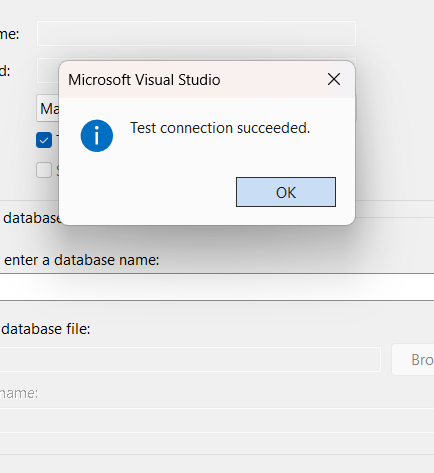 me:
Microsoft Visual Studio
d:
Ma
Test connection succeeded.
OK
database
enter a database name:
database file:
Bro
name: